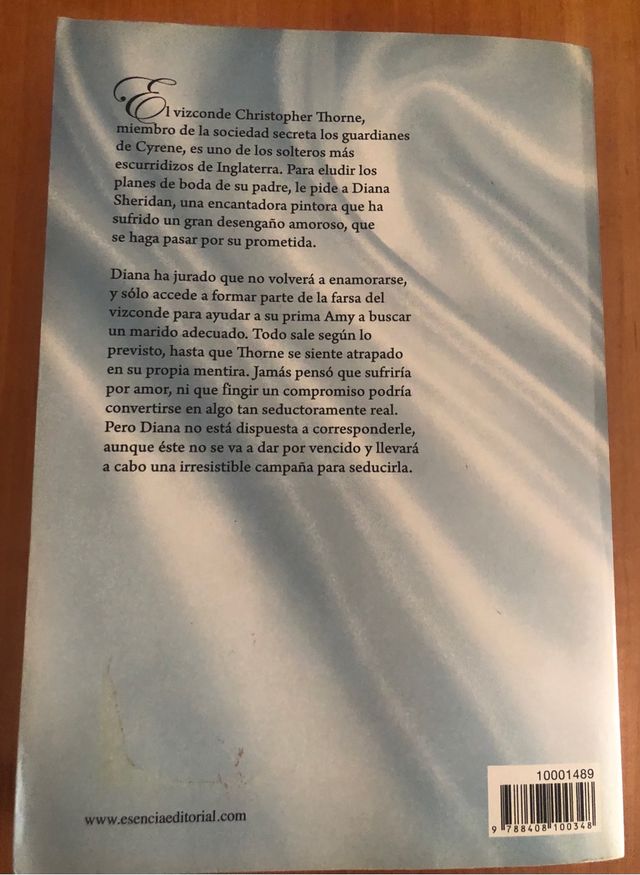 El vizconde Christopher Thorne,
miembro de la sociedad secreta los guardianes
de Cyrene, es uno de los solteros más
escurridizos de Inglaterra. Para eludir los
planes de boda de su padre, le pide a Diana
Sheridan, una encantadora pintora que ha
sufrido un gran desengaño amoroso, que
se haga pasar por su prometida.
Diana ha jurado que no volverá a enamorarse,
y sólo accede a formar parte de la farsa del
vizconde para ayudar a su prima Amy a buscar
un marido adecuado. Todo sale según lo
previsto, hasta que Thorne se siente atrapado
en su propia mentira. Jamás pensó que sufriría
por amor, ni que fingir un compromiso podría
convertirse en algo tan seductoramente real.
Pero Diana no está dispuesta a corresponderle,
aunque éste no se va a dar por vencido y llevará
a cabo una irresistible campaña para seducirla.
10001489
9 788408 100348
www.esenciaeditorial.com